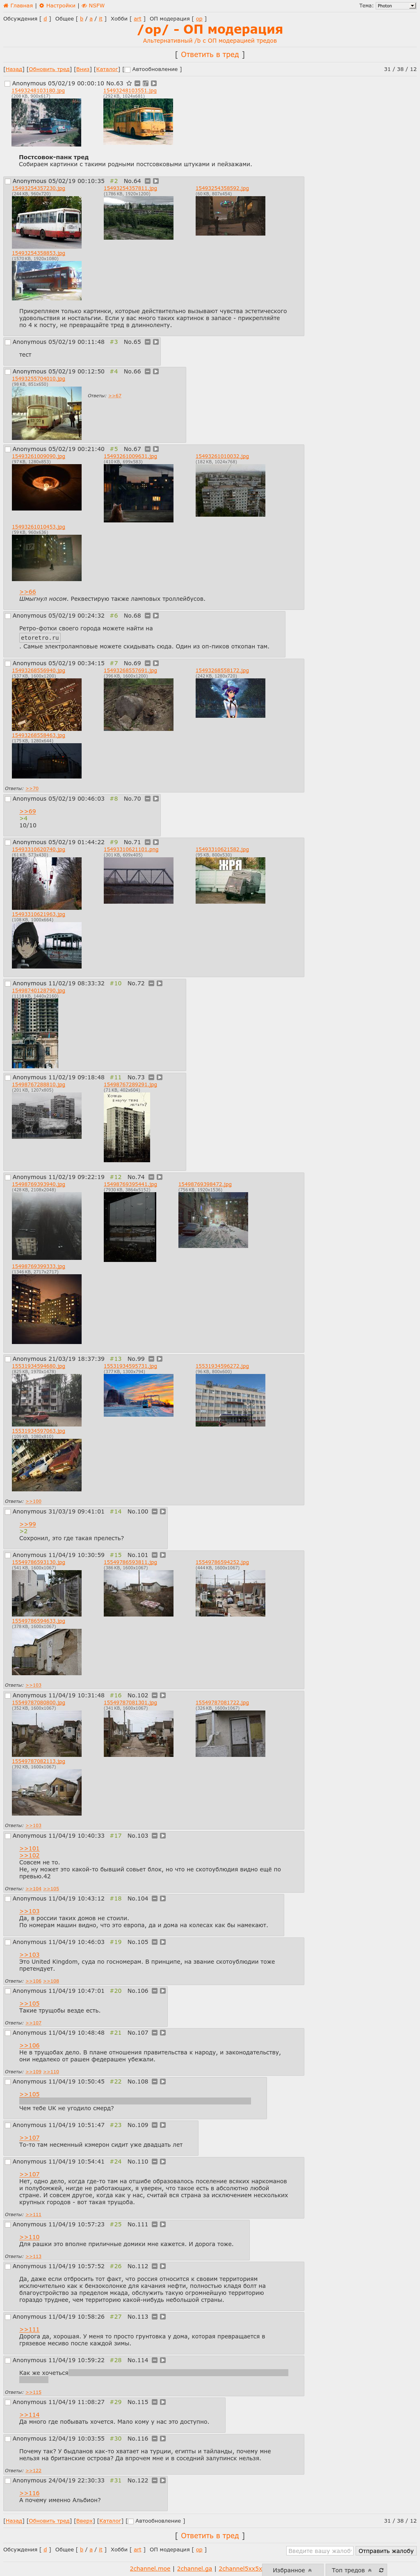 Главная | Настройки | NSFW
Тема: Photon
Обсуждения [ d ] Общее [ b / a / it ] Хобби [ art ] ОП модерация [ op ]
/op/ - ОП модерация
Альтернативный /b с ОП модерацией тредов
[ Ответить в тред ]
[Назад] [Обновить тред] [Вниз] [Каталог] [ Автообновление ]
31 / 38 / 12
Anonymous 05/02/19 00:00:10 No.63
Постсовок-панк тред
Собираем картинки с такими родными постсовковыми штуками и пейзажами.
Anonymous 05/02/19 00:10:35 #2 No.64
Прикрепляем только картинки, которые действительно вызывают чувства эстетического удовольствия и ностальгии. Если у вас много таких картинок в запасе - прикрепляйте по 4 к посту, не превращайте тред в длинноленту.
Anonymous 05/02/19 00:11:48 #3 No.65
тест
Anonymous 05/02/19 00:12:50 #4 No.66
Ответы: >>67
Anonymous 05/02/19 00:21:40 #5 No.67
>>66
Шмыгнул носом. Реквестирую также ламповых троллейбусов.
Anonymous 05/02/19 00:24:32 #6 No.68
Ретро-фотки своего города можете найти на
etoretro.ru
. Самые электроламповые можете скидывать сюда. Один из оп-пиков откопан там.
Anonymous 05/02/19 00:34:15 #7 No.69
Ответы: >>70
Anonymous 05/02/19 00:46:03 #8 No.70
>>69
>4
10/10
Anonymous 05/02/19 01:44:22 #9 No.71
Anonymous 11/02/19 08:33:32 #10 No.72
Anonymous 11/02/19 09:18:48 #11 No.73
Anonymous 11/02/19 09:22:19 #12 No.74
Anonymous 21/03/19 18:37:39 #13 No.99
Ответы: >>100
Anonymous 31/03/19 09:41:01 #14 No.100
>>99
>2
Сохронил, это где такая прелесть?
Anonymous 11/04/19 10:30:59 #15 No.101
Ответы: >>103
Anonymous 11/04/19 10:31:48 #16 No.102
Ответы: >>103
Anonymous 11/04/19 10:40:33 #17 No.103
>>101
>>102
Совсем не то.
Не, ну может это какой-то бывший совьет блок, но что не скотоублюдия видно ещё по превью.42
Ответы: >>104 >>105
Anonymous 11/04/19 10:43:12 #18 No.104
>>103
Да, в россии таких домов не стоили.
По номерам машин видно, что это европа, да и дома на колесах как бы намекают.
Anonymous 11/04/19 10:46:03 #19 No.105
>>103
Это United Kingdom, суда по госномерам. В принципе, на звание скотоублюдии тоже претендует.
Ответы: >>106 >>108
Anonymous 11/04/19 10:47:01 #20 No.106
>>105
Такие трущобы везде есть.
Ответы: >>107
Anonymous 11/04/19 10:48:48 #21 No.107
>>106
Не в трущобах дело. В плане отношения правительства к народу, и законодательству, они недалеко от рашен федерашен убежали.
Ответы: >>109 >>110
Anonymous 11/04/19 10:50:45 #22 No.108
>>105
Чем тебе UK не угодило смерд?
Anonymous 11/04/19 10:51:47 #23 No.109
>>107
То-то там несменный кэмерон сидит уже двадцать лет
Anonymous 11/04/19 10:54:41 #24 No.110
>>107
Нет, одно дело, когда где-то там на отшибе образовалось поселение всяких наркоманов и полубомжей, нигде не работающих, я уверен, что такое есть в абсолютно любой стране. И совсем другое, когда как у нас, считай вся страна за исключением нескольких крупных городов - вот такая трущоба.
Ответы: >>111
Anonymous 11/04/19 10:57:23 #25 No.111
>>110
Для рашки это вполне приличные домики мне кажется. И дорога тоже.
Ответы: >>113
Anonymous 11/04/19 10:57:52 #26 No.112
Да, даже если отбросить тот факт, что россия относится к своими территориям исключительно как к бензоколонке для качания нефти, полностью кладя болт на благоустройство за пределом мкада, обслужить такую огромнейшую территорию гораздо труднее, чем территорию какой-нибудь небольшой страны.
Anonymous 11/04/19 10:58:26 #27 No.113
>>111
Дорога да, хорошая. У меня то просто грунтовка у дома, которая превращается в грязевое месиво после каждой зимы.
Anonymous 11/04/19 10:59:22 #28 No.114
Как же хочеться
Ответы: >>115
Anonymous 11/04/19 11:08:27 #29 No.115
>>114
Да много где побывать хочется. Мало кому у нас это доступно.
Anonymous 12/04/19 10:03:55 #30 No.116
Почему так? У быдланов как-то хватает на турции, египты и тайланды, почему мне нельзя на британские острова? Да впрочем мне и в соседний залупинск нельзя.
Ответы: >>122
Anonymous 24/04/19 22:30:33 #31 No.122
>>116
А почему именно Альбион?
[Назад] [Обновить тред] [Вверх] [Каталог] [ Автообновление ]
31 / 38 / 12
[ Ответить в тред ]
Обсуждения [ d ] Общее [ b / a / it ] Хобби [ art ] ОП модерация [ op ]
Введите вашу жалобу Отправить жалобу
2channel.moe | 2channel.ga | 2channel5xx5x
Избранное Топ тредов